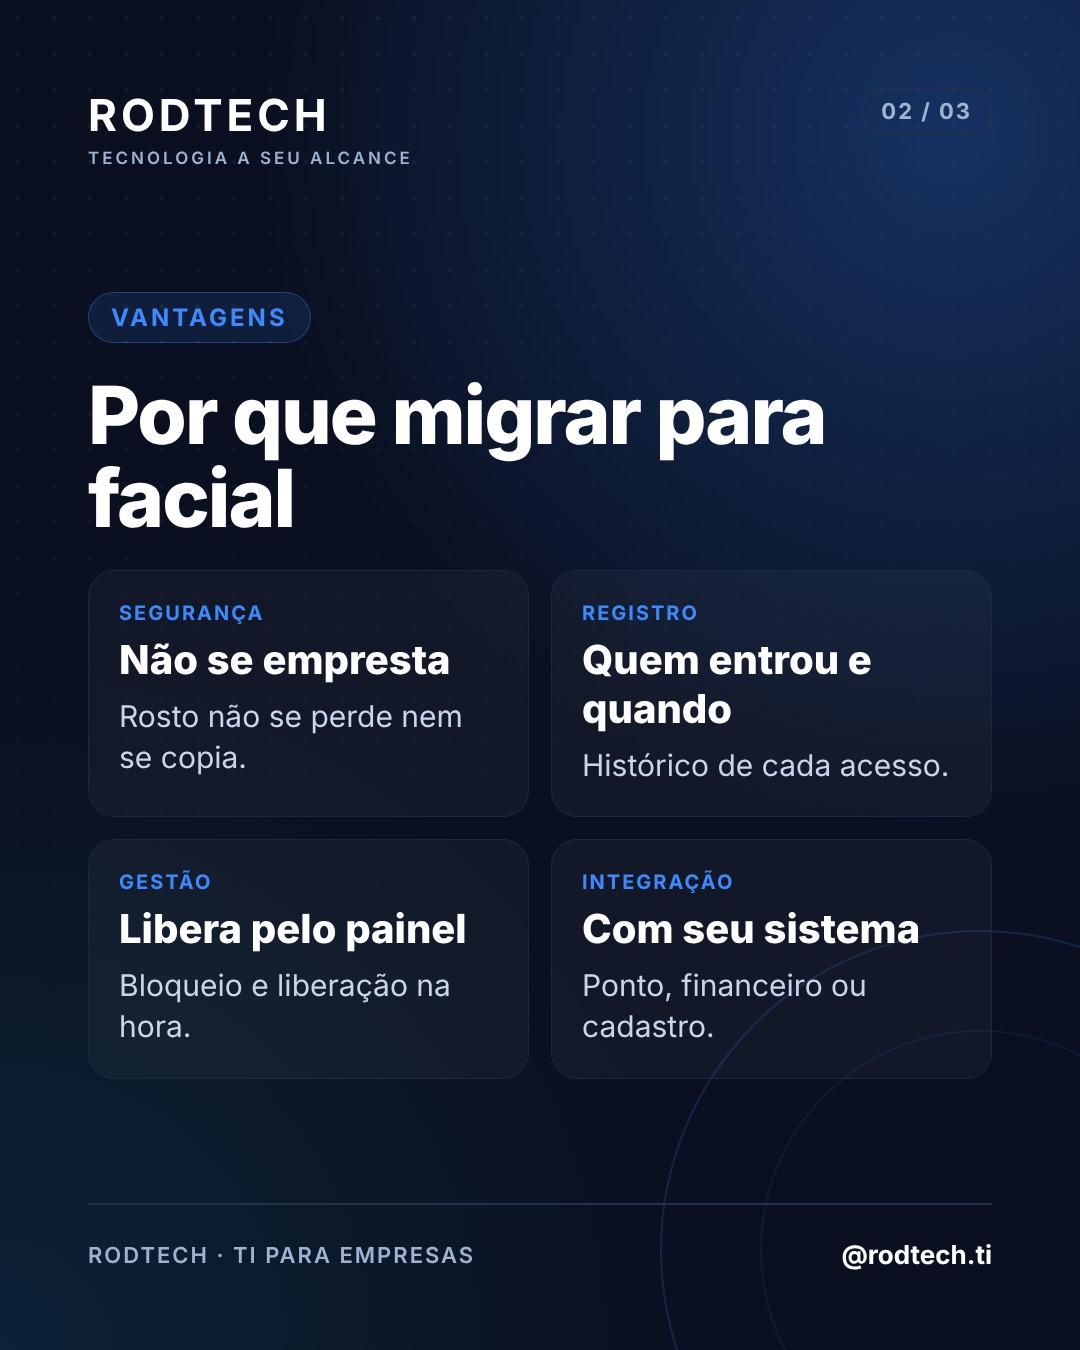 RODTECH
TECNOLOGIA A SEU ALCANCE
02 / 03
VANTAGENS
Por que migrar para
facial
SEGURANÇA
Não se empresta
Rosto não se perde nem
se copia.
REGISTRO
Quem entrou e
quando
Histórico de cada acesso.
GESTÃO
Libera pelo painel
Bloqueio e liberação na
hora.
INTEGRAÇÃO
Com seu sistema
Ponto, financeiro ou
cadastro.
RODTECH · TI PARA EMPRESAS
@rodtech.ti